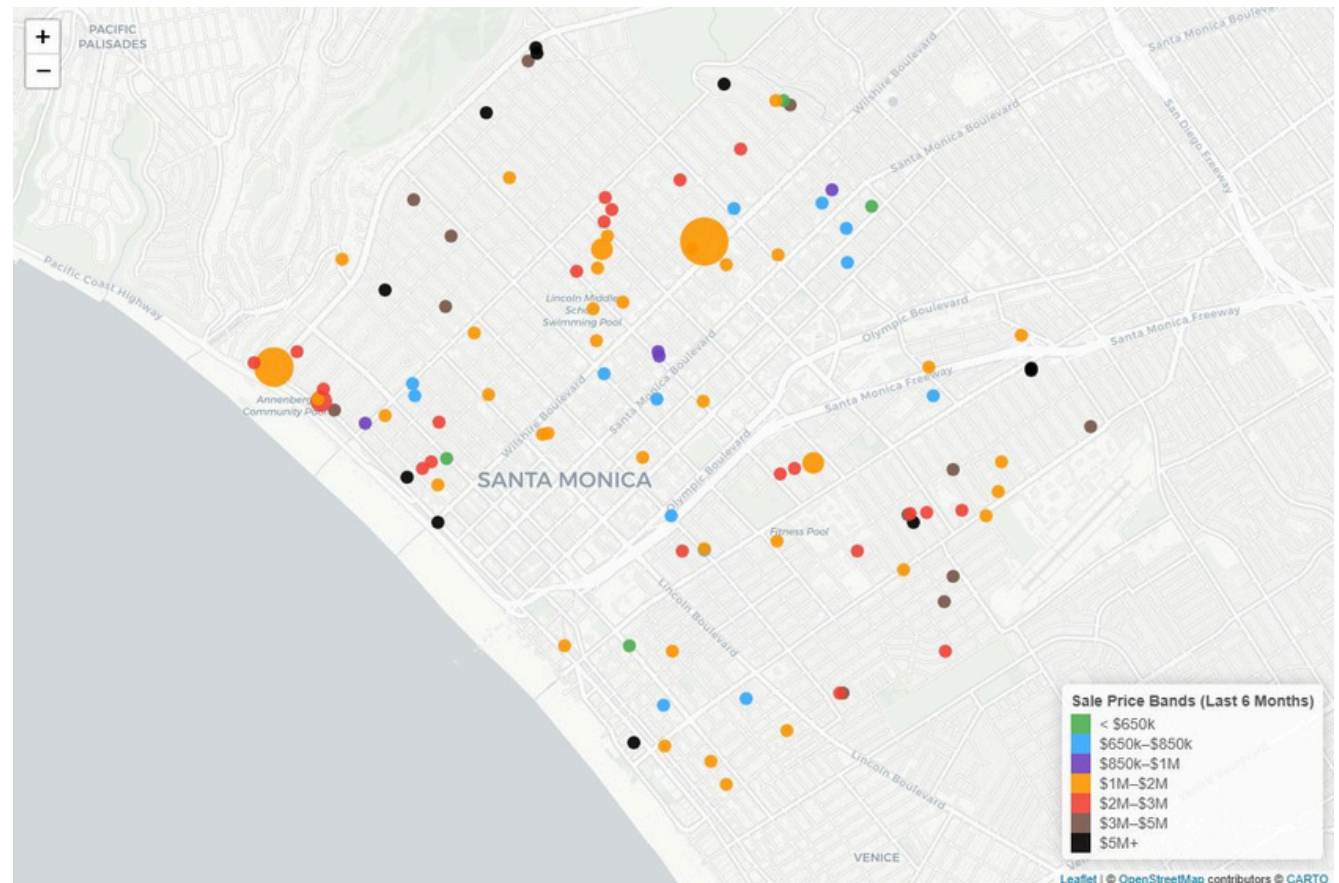 +
−
PACIFIC
PALISADES
Santa Monica Boulevard
Wilshire Boulevard
Santa Monica Boulevard
San Diego Freeway
Pacific Coast Highway
Lincoln Middle
School
Swimming Pool
Olympic Boulevard
Santa Monica Freeway
Santa Monica Freeway
Annenberg
Community Pool
Wilshire Boulevard
Santa Monica Boulevard
SANTA MONICA
Olympic Boulevard
Fitness Pool
Lincoln Boulevard
Lincoln Boulevard
VENICE
Sale Price Bands (Last 6 Months)
< $650k
$650k–$850k
$850k–$1M
$1M–$2M
$2M–$3M
$3M–$5M
$5M+
Leaflet | © OpenStreetMap contributors © CARTO